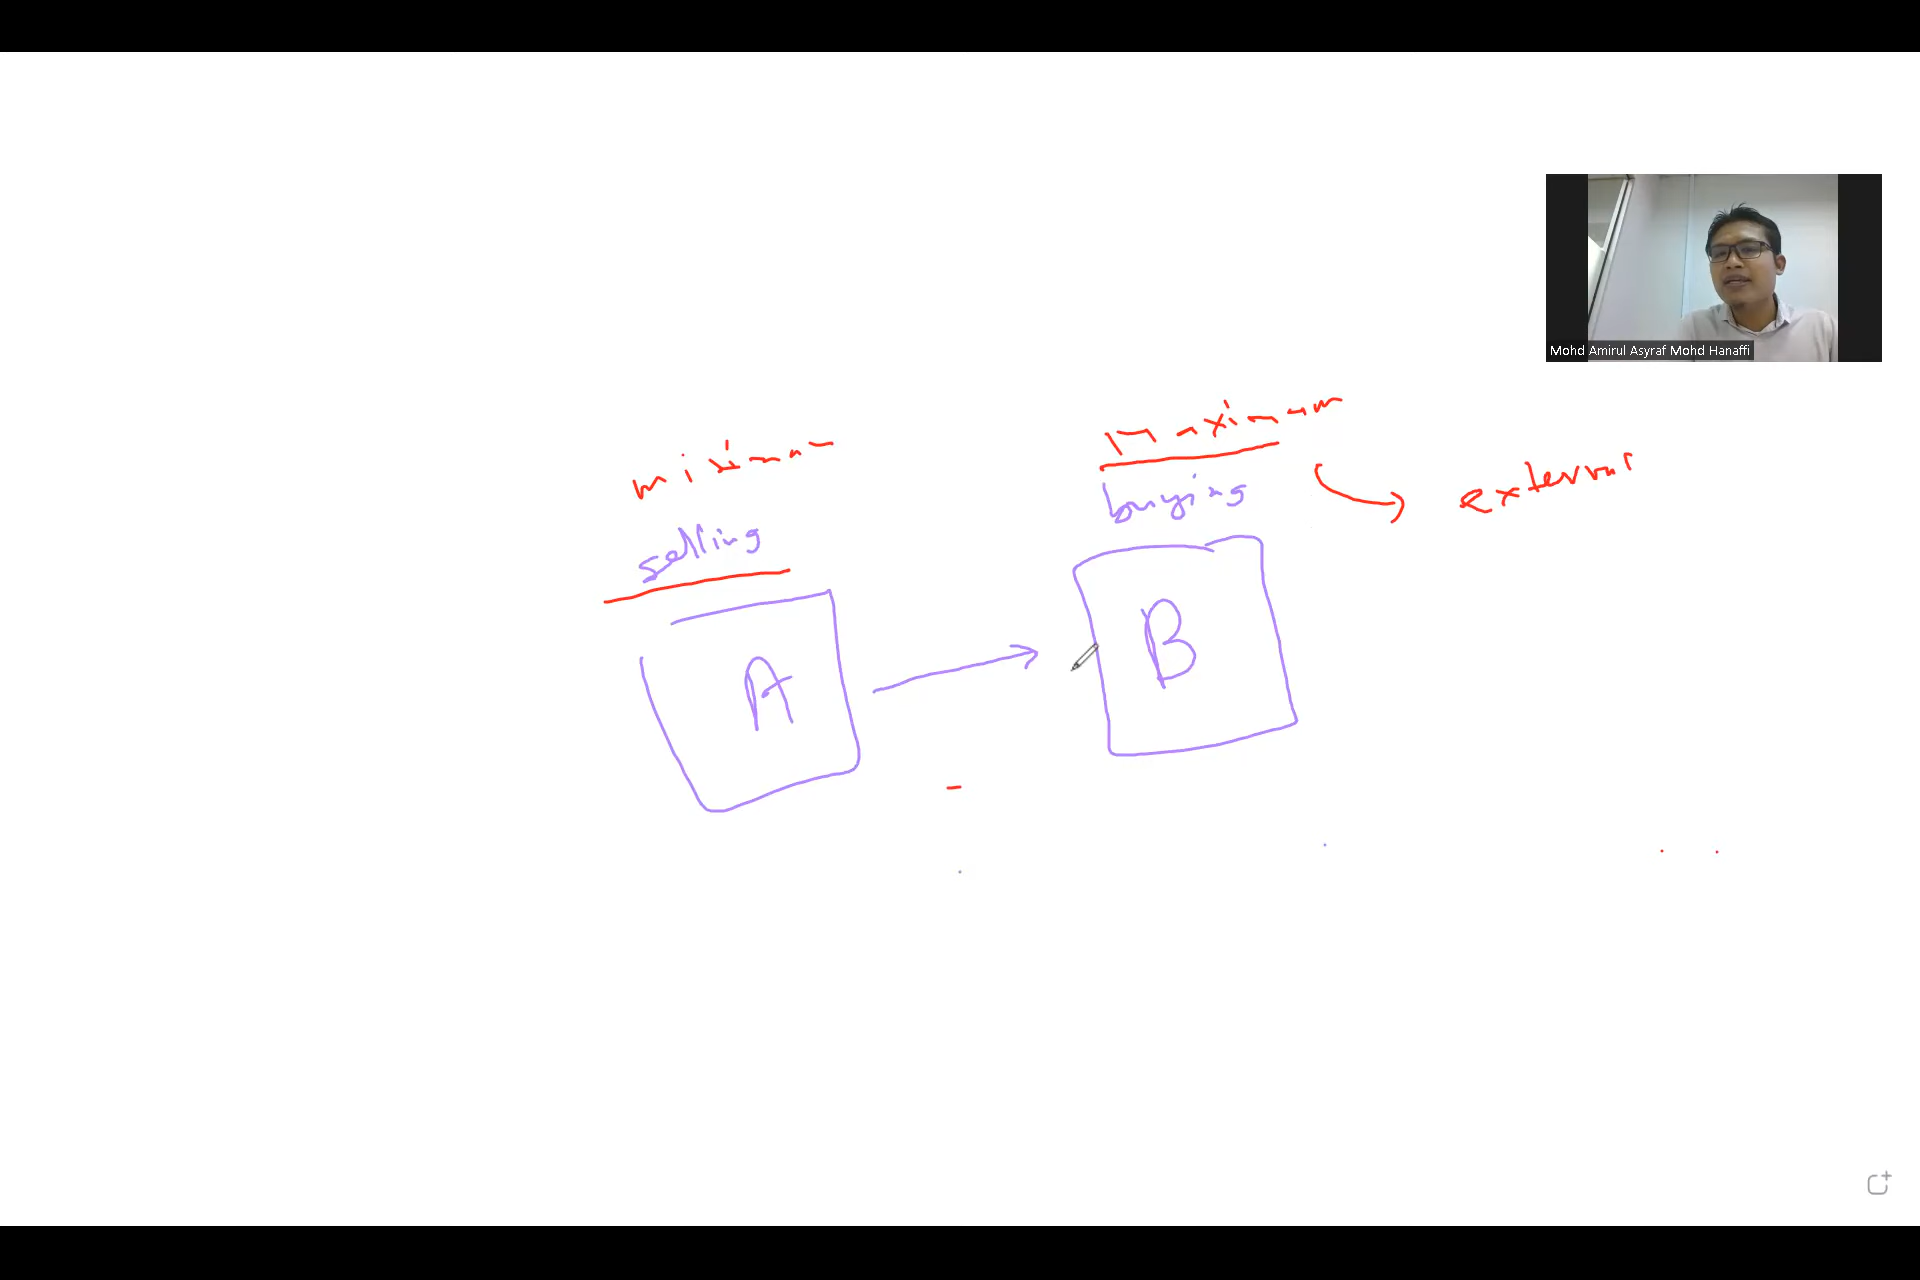 Mohd Amirul Asyraf Mohd Hanaffi
Maximum
minimum
external
buying
selling
B
A